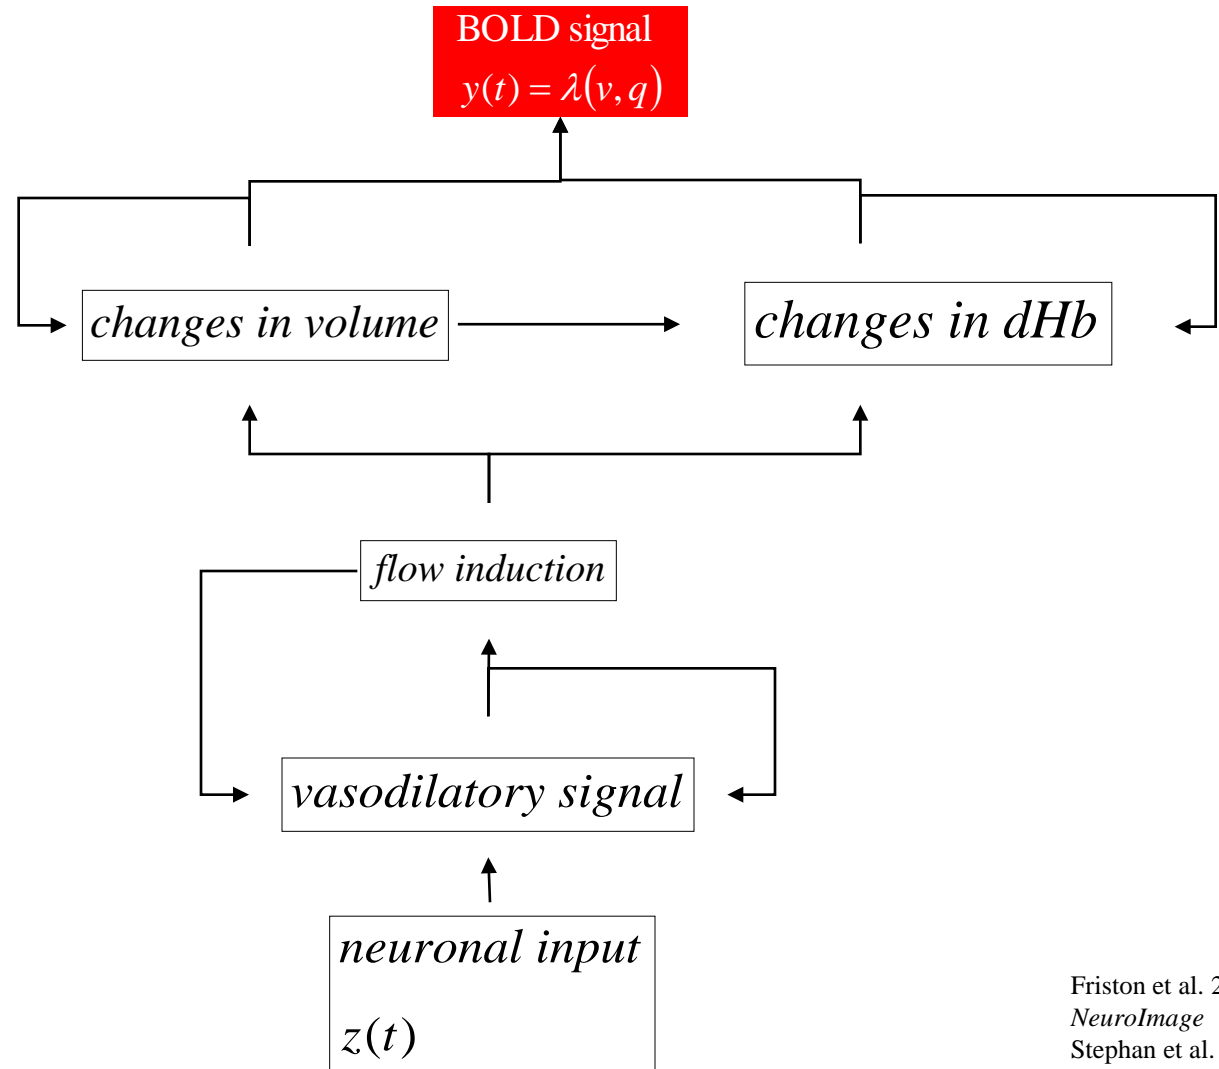 BOLD signal
y(t) = λ(v, q)
changes in volume
changes in dHb
flow induction
vasodilatory signal
neuronal input
z(t)
Friston et al.
NeuroImage
Stephan et al.